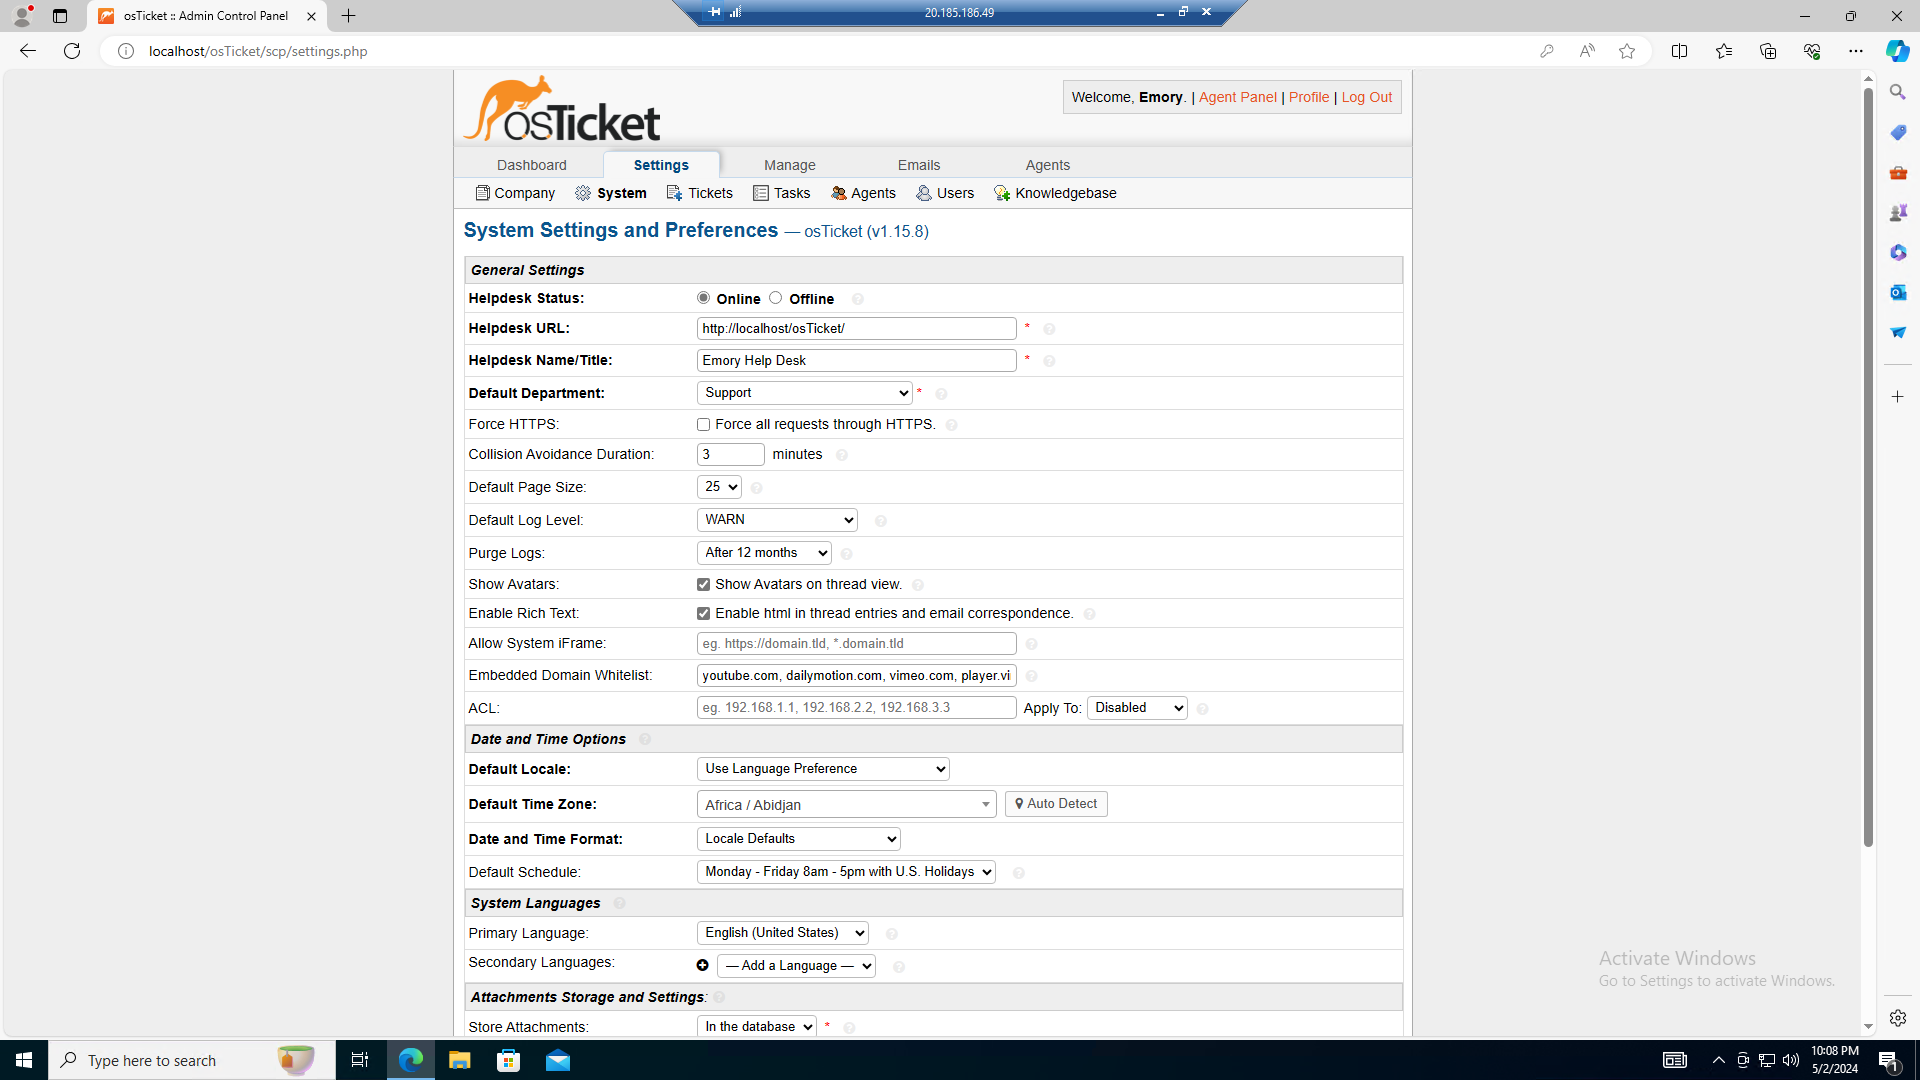 osTicket :: Admin Control Panel
20.185.186.49
localhost/osTicket/scp/settings.php
osTicket
Welcome, Emory. | Agent Panel | Profile | Log Out
Dashboard Settings Manage Emails Agents
Company System Tickets Tasks Agents Users Knowledgebase
System Settings and Preferences — osTicket (v1.15.8)
General Settings
Helpdesk Status: Online Offline
Helpdesk URL: http://localhost/osTicket/ *
Helpdesk Name/Title: Emory Help Desk *
Default Department: Support *
Force HTTPS: Force all requests through HTTPS.
Collision Avoidance Duration: 3 minutes
Default Page Size: 25
Default Log Level: WARN
Purge Logs: After 12 months
Show Avatars: Show Avatars on thread view.
Enable Rich Text: Enable html in thread entries and email correspondence.
Allow System iFrame: eg. https://domain.tld, *.domain.tld
Embedded Domain Whitelist: youtube.com, dailymotion.com, vimeo.com, player.vi
ACL: eg. 192.168.1.1, 192.168.2.2, 192.168.3.3 Apply To: Disabled
Date and Time Options
Default Locale: Use Language Preference
Default Time Zone: Africa / Abidjan Auto Detect
Date and Time Format: Locale Defaults
Default Schedule: Monday - Friday 8am - 5pm with U.S. Holidays
System Languages
Primary Language: English (United States)
Secondary Languages: — Add a Language —
Attachments Storage and Settings:
Store Attachments: In the database *
Activate Windows
Go to Settings to activate Windows.
Type here to search
10:08 PM
5/2/2024
1